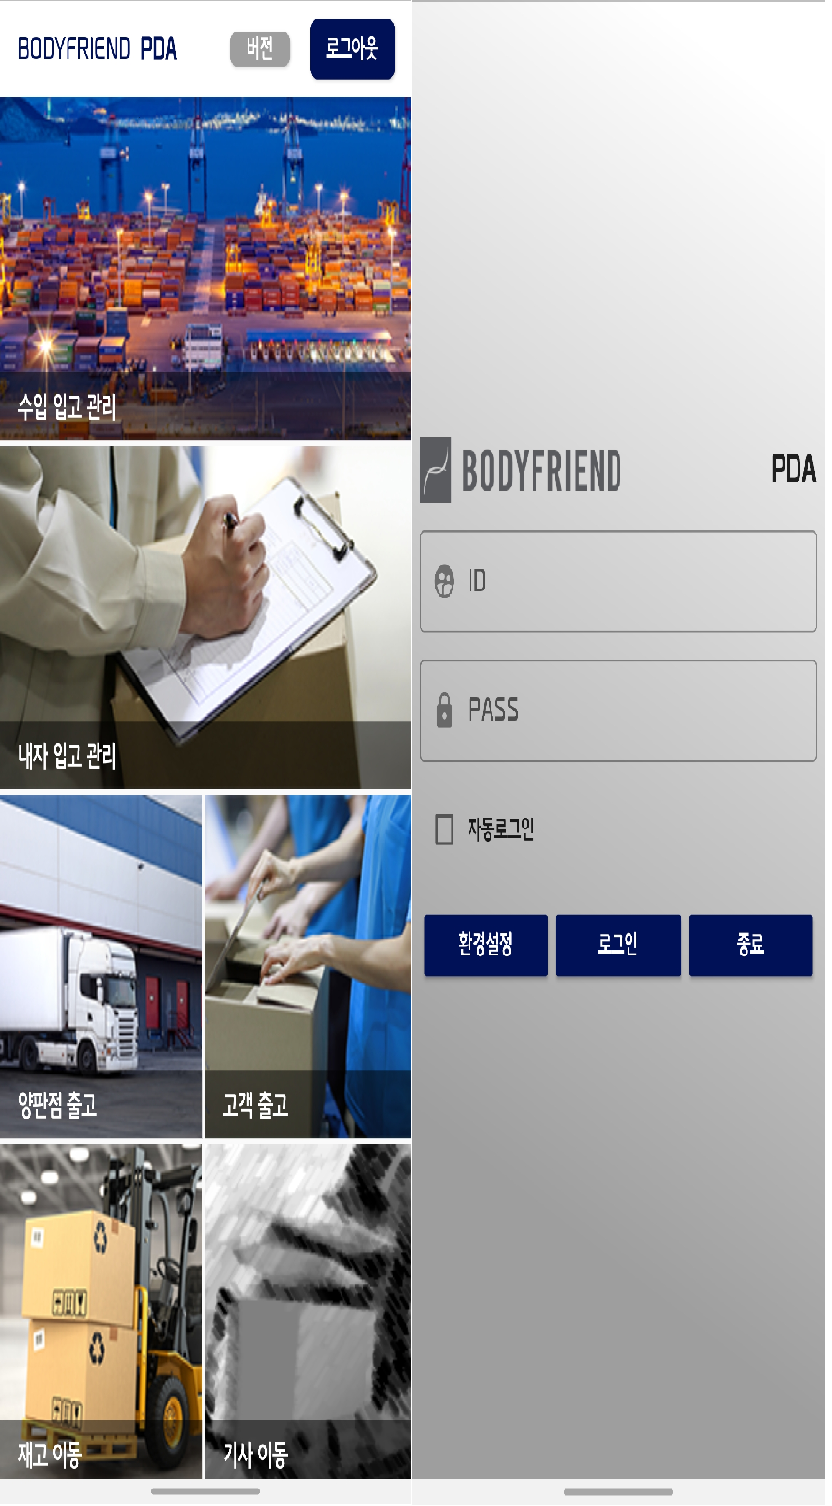 BODYFRIEND PDA
버전
로그아웃
수입 입고 관리
내자 입고 관리
양판점 출고
고객 출고
재고 이동
기사 이동
BODYFRIEND
PDA
ID
PASS
자동로그인
환경설정
로그인
종료